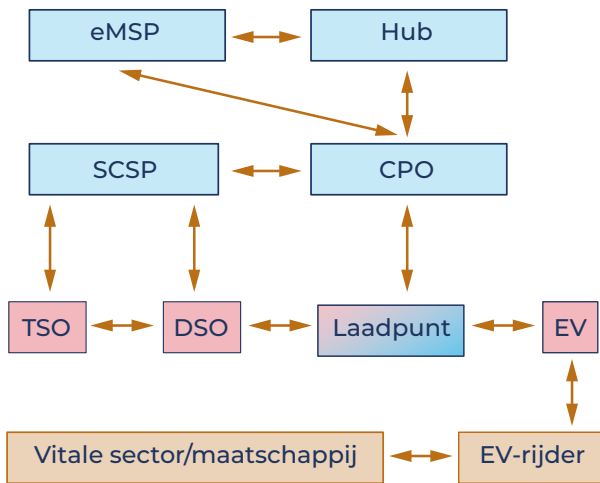 eMSP
Hub
SCSP
CPO
TSO
DSO
Laadpunt
EV
Vitale sector/maatschappij
EV-rijder